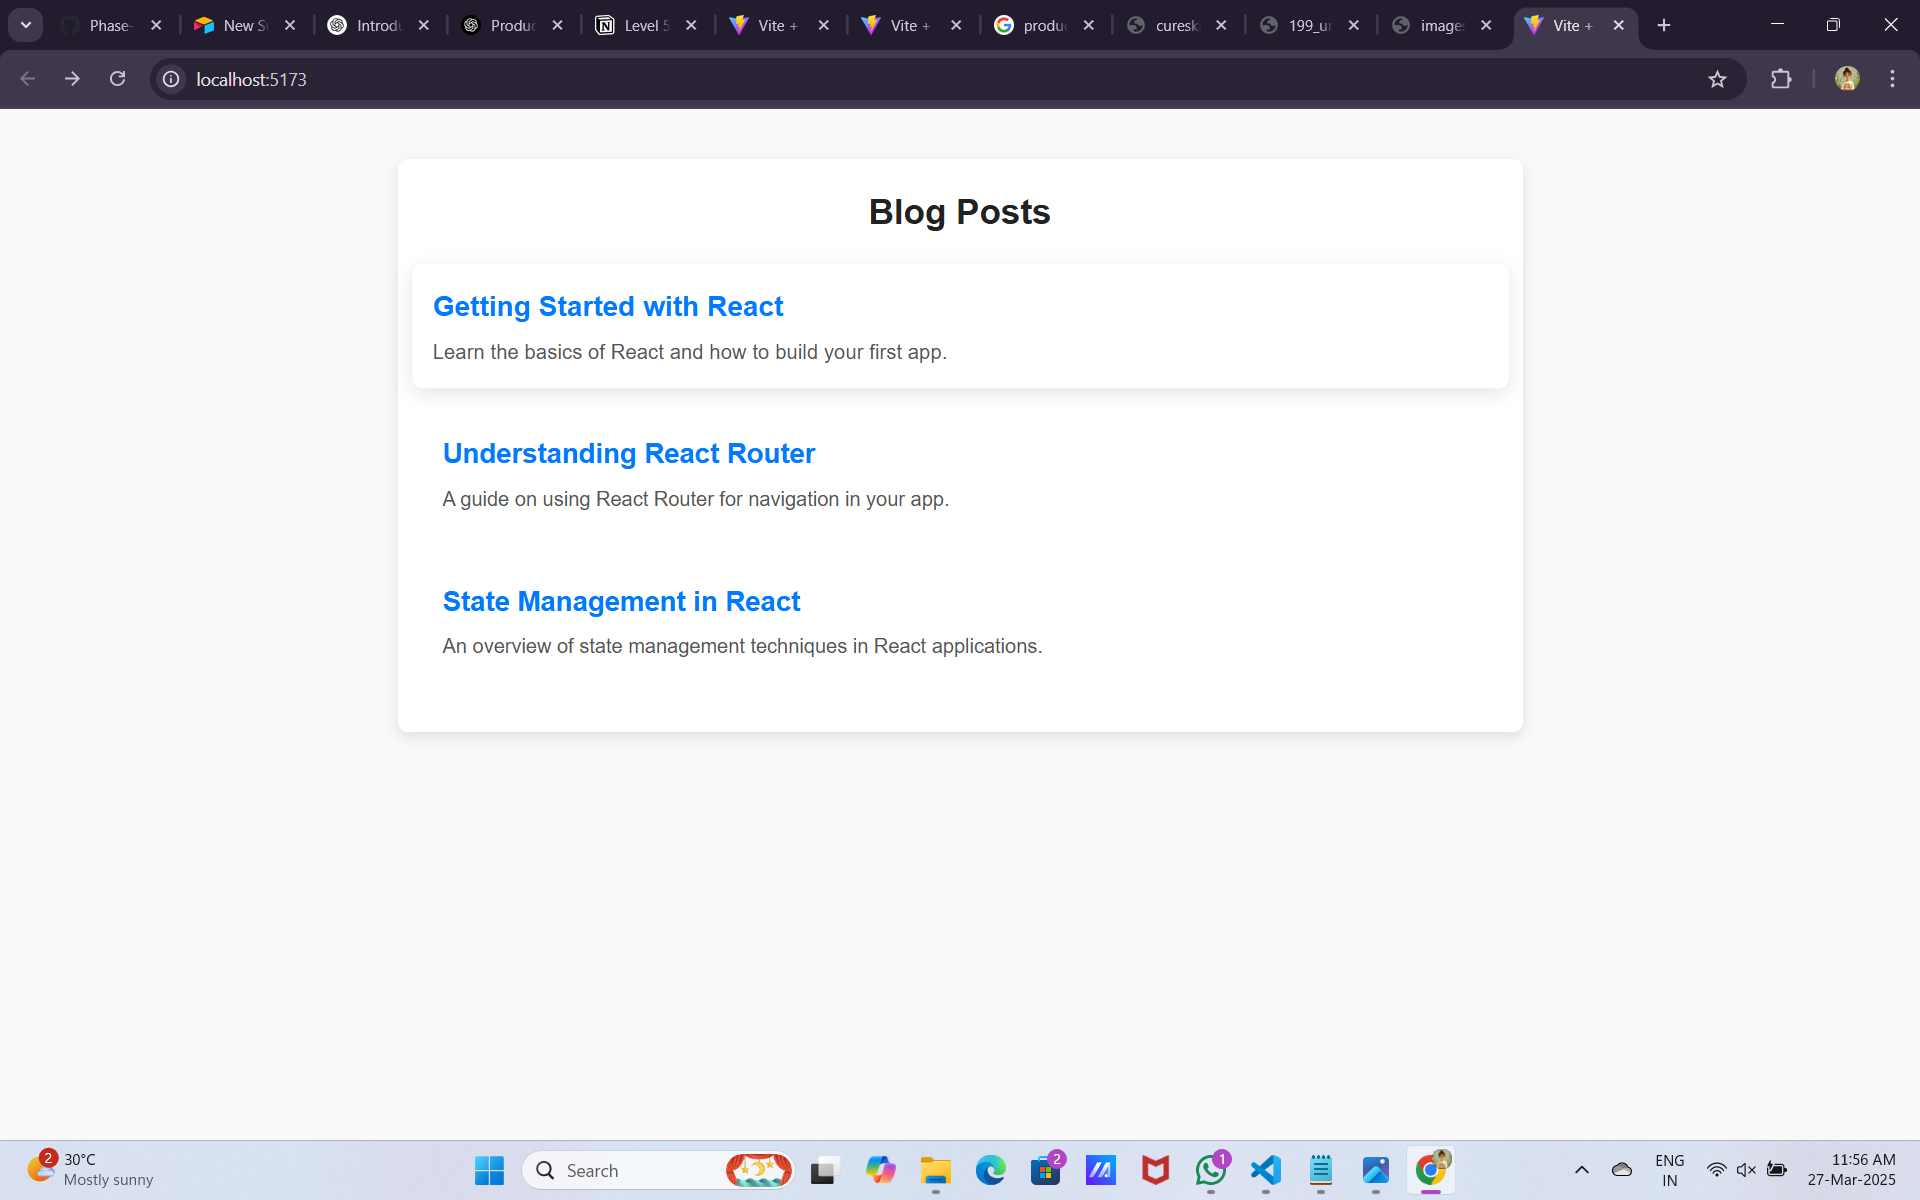 Phase-
New S
Introdu
Produc
Level 5
Vite +
Vite +
produc
cureski
199_ur
images
Vite +
localhost:5173
Blog Posts
Getting Started with React
Learn the basics of React and how to build your first app.
Understanding React Router
A guide on using React Router for navigation in your app.
State Management in React
An overview of state management techniques in React applications.
2
30°C
Mostly sunny
Search
2
1
ENG
IN
11:56 AM
27-Mar-2025